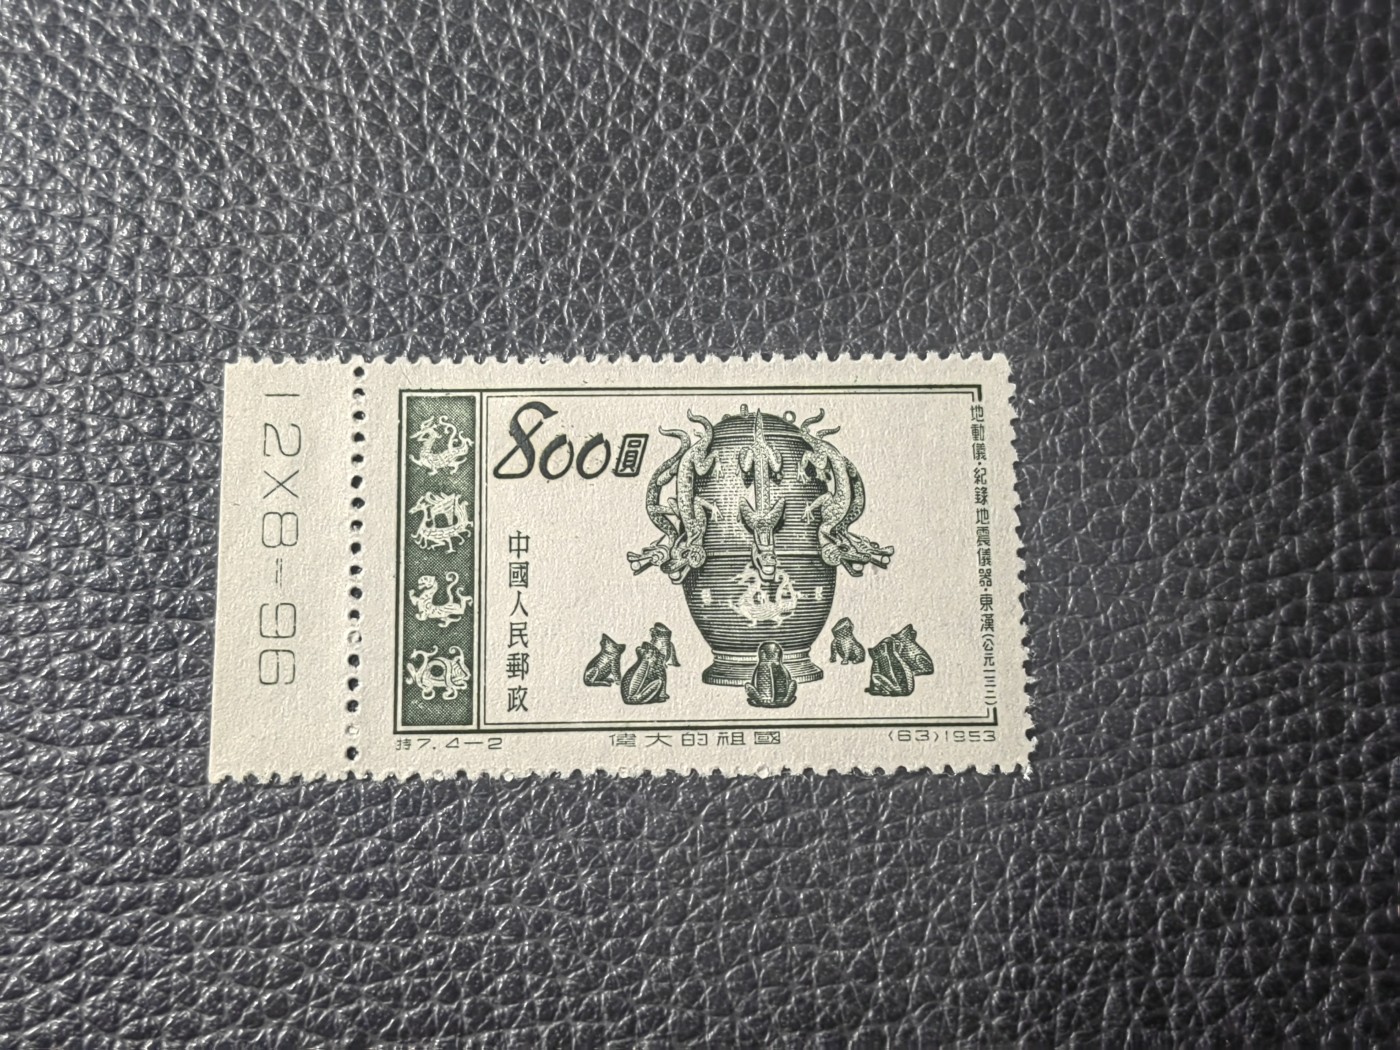 12X8=96
800圓
中國人民郵政
地動儀·紀錄地震儀器·東漢(公元一三二)
特7.4-2
偉大的祖國
(63)1953